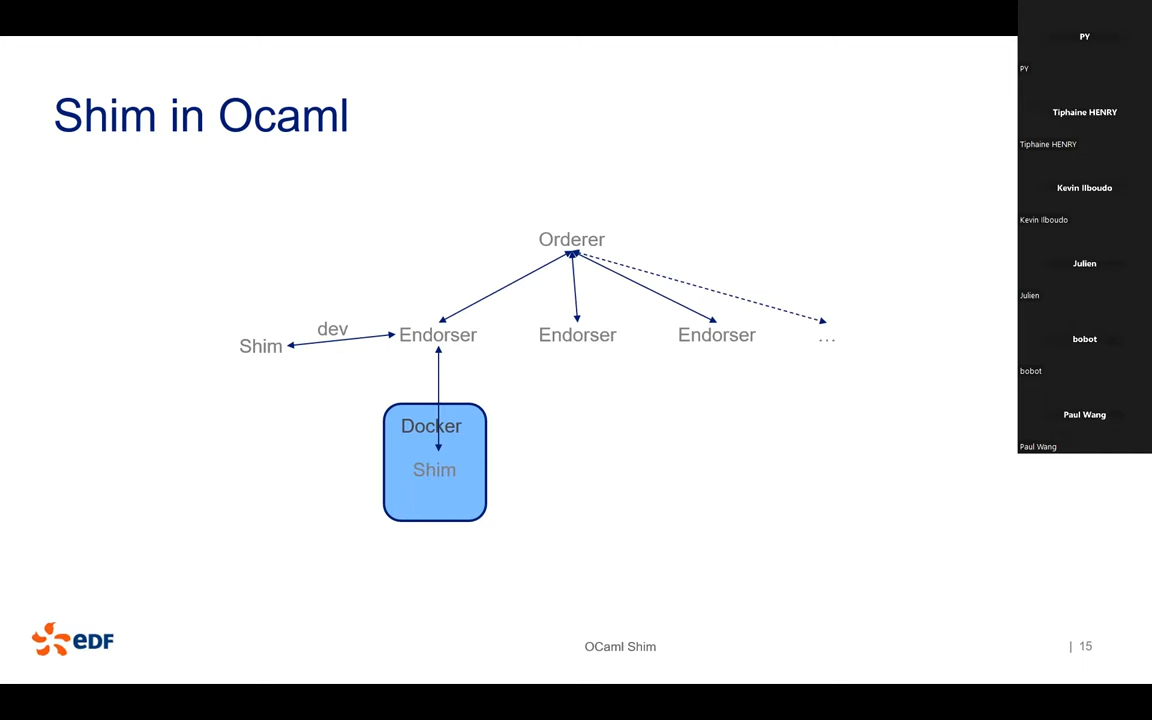 Shim in Ocaml
Orderer
dev
Shim
Endorser
Endorser
Endorser
...
Docker
Shim
eDF
OCaml Shim
| 15
PY
PY
Tiphaine HENRY
Tiphaine HENRY
Kevin Ilboudo
Kevin Ilboudo
Julien
Julien
bobot
bobot
Paul Wang
Paul Wang